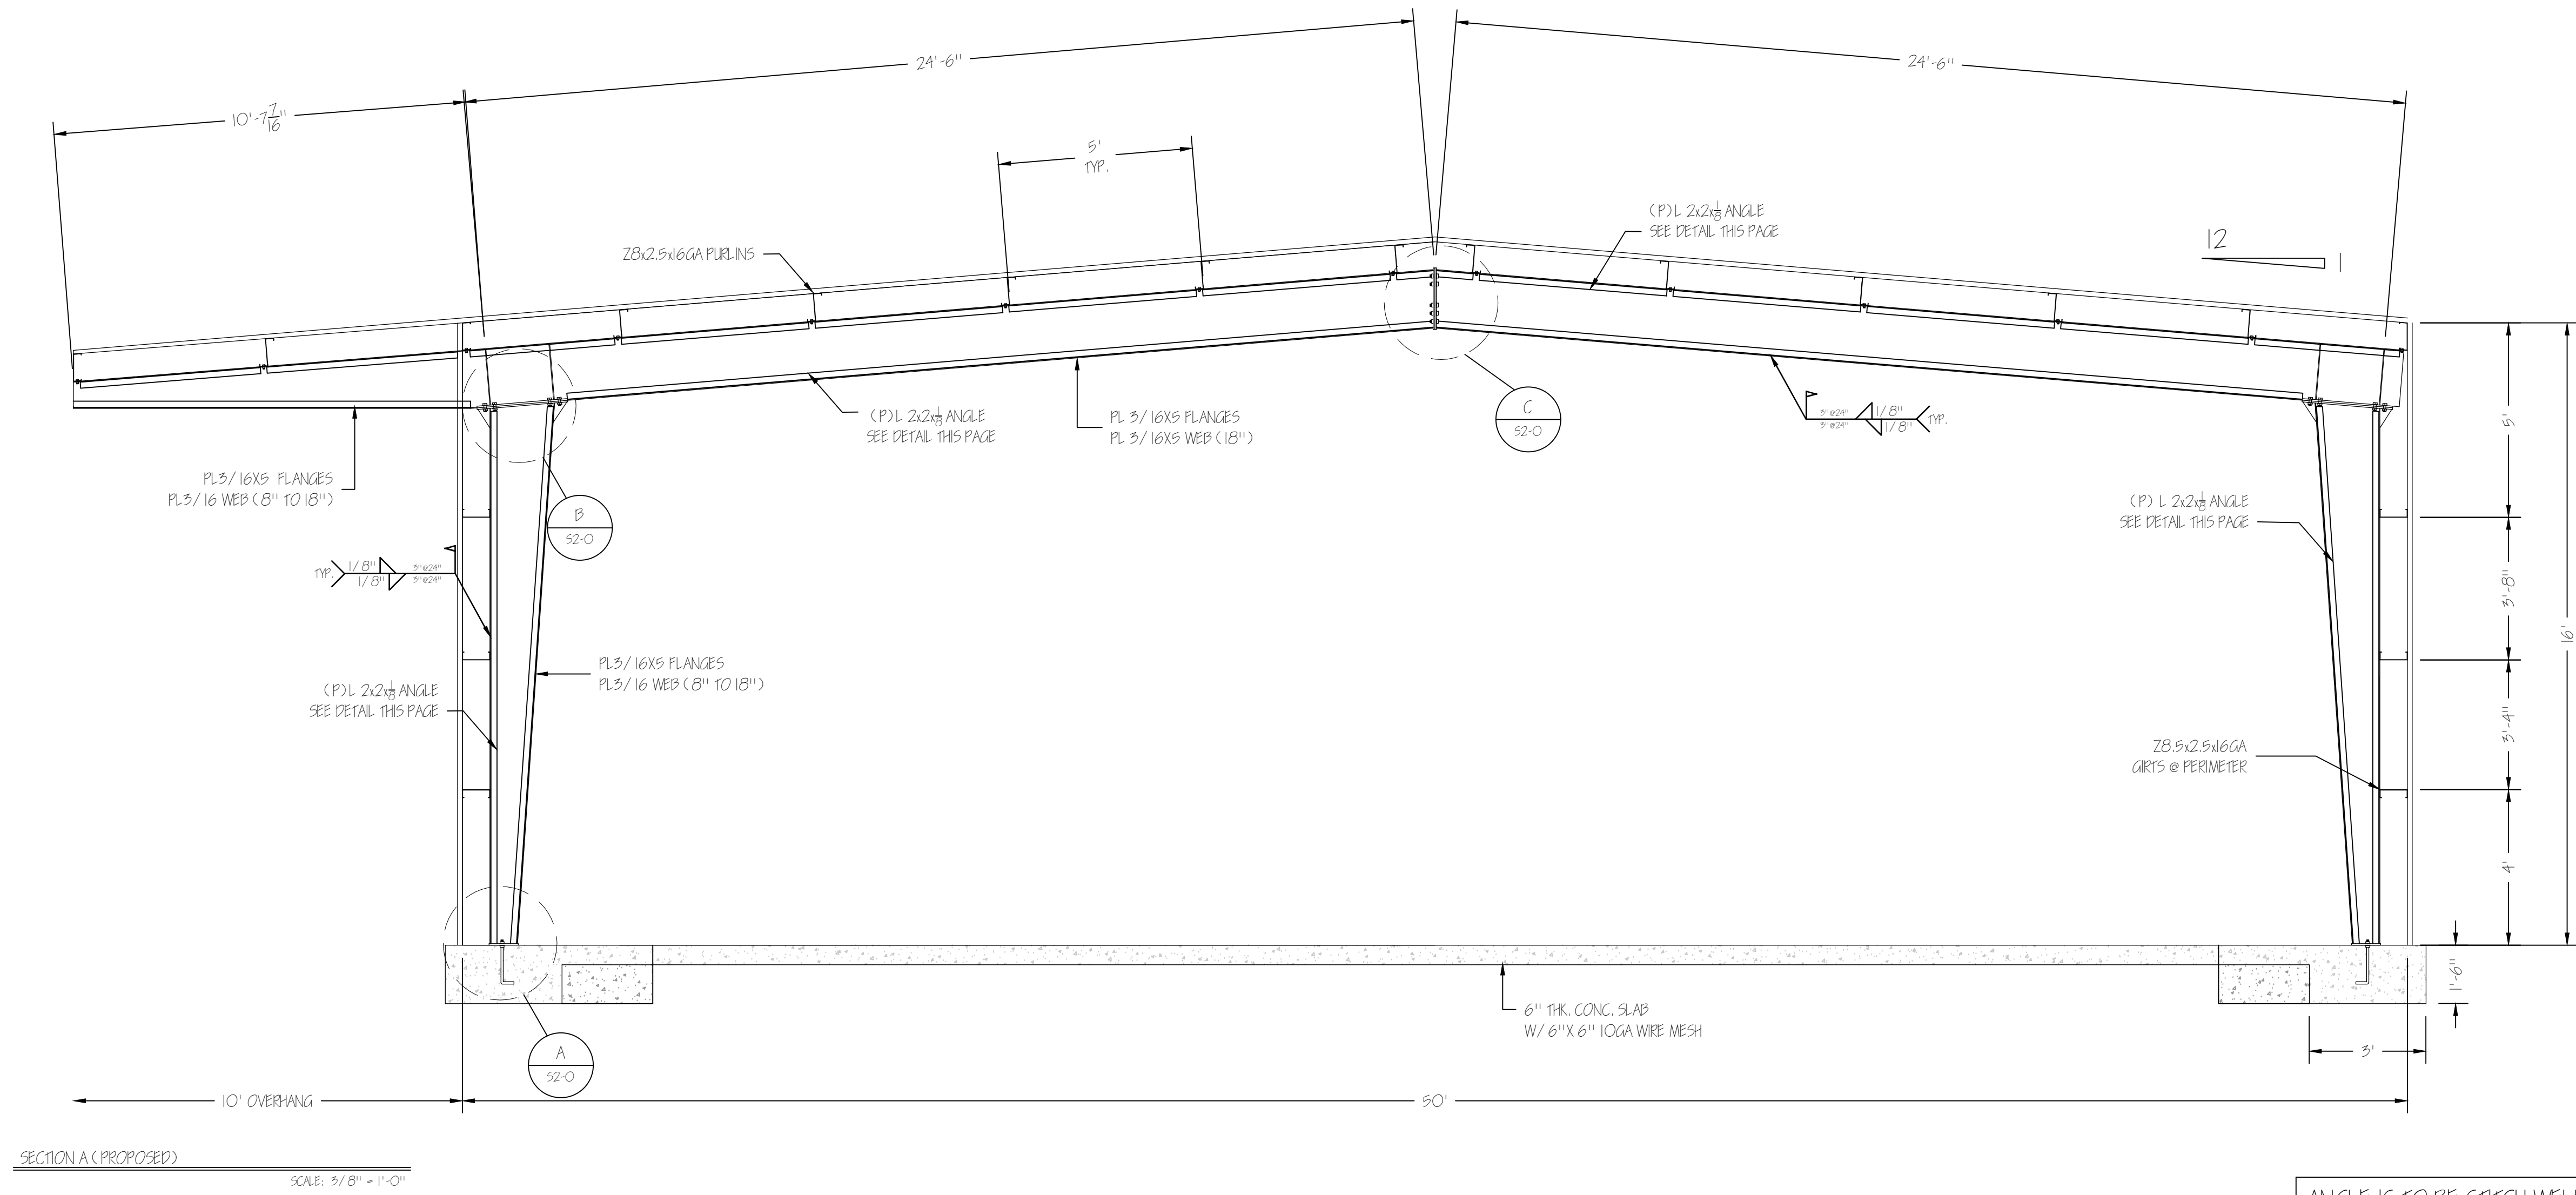 24'-6"
24'-6"
10'-7 7/16"
5'
TYP.
(P) L 2x2x1/8 ANGLE
SEE DETAIL THIS PAGE
Z8x2.5x16GA PURLINS
12
1
(P) L 2x2x1/8 ANGLE
SEE DETAIL THIS PAGE
PL 3/16X5 FLANGES
PL 3/16X5 WEB (18")
C
S2-0
3"@24"
3"@24"
1/8"
1/8"
TYP.
5'
PL3/16X5 FLANGES
PL3/16 WEB (8" TO 18")
B
S2-0
(P) L 2x2x1/8 ANGLE
SEE DETAIL THIS PAGE
TYP.
1/8"
1/8"
3"@24"
3"@24"
3'-8"
16'
PL3/16X5 FLANGES
PL3/16 WEB (8" TO 18")
(P) L 2x2x1/8 ANGLE
SEE DETAIL THIS PAGE
3'-4"
Z8.5x2.5x16GA
GIRTS @ PERIMETER
4'
1'-6"
6" THK. CONC. SLAB
W/ 6"X 6" 10GA WIRE MESH
A
S2-0
3'
10' OVERHANG
50'
SECTION A (PROPOSED)
SCALE: 3/8" = 1'-0"